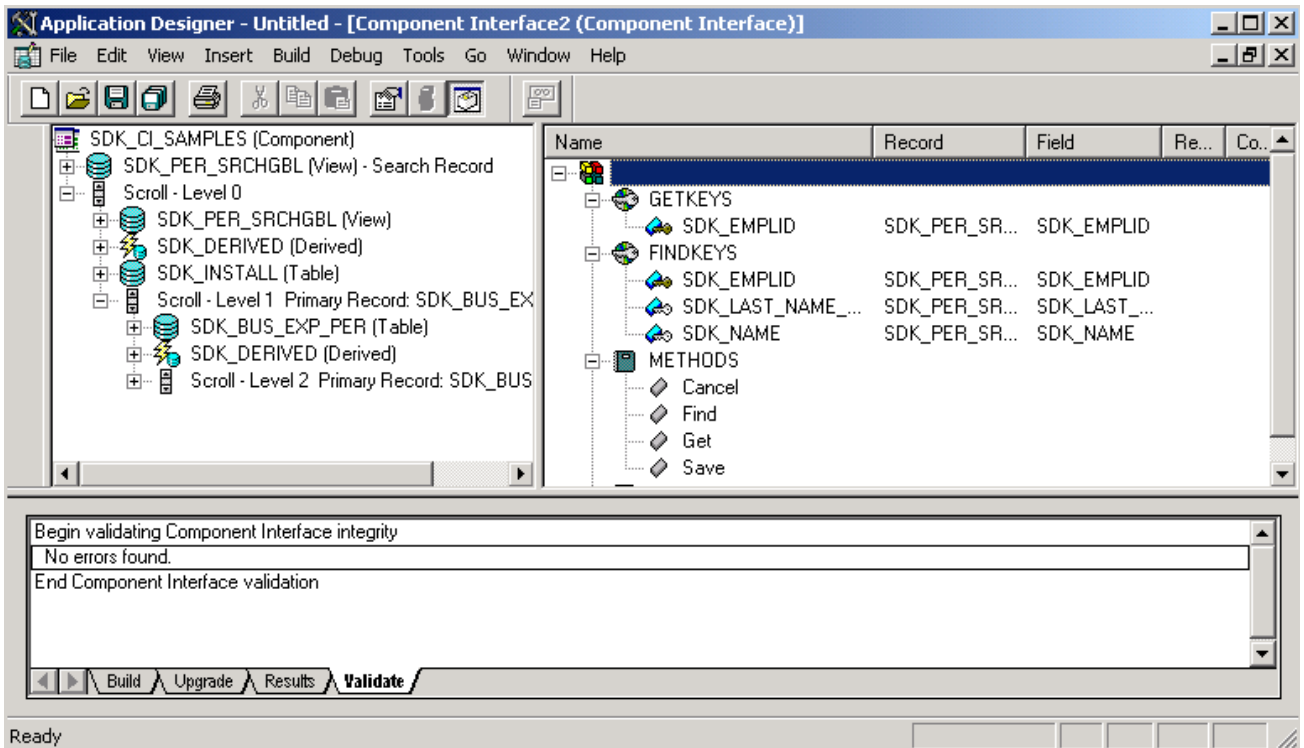 Application Designer - Untitled - [Component Interface2 (Component Interface)]
File Edit View Insert Build Debug Tools Go Window Help
SDK_CI_SAMPLES (Component)
SDK_PER_SRCHGBL (View) - Search Record
Scroll - Level 0
SDK_PER_SRCHGBL (View)
SDK_DERIVED (Derived)
SDK_INSTALL (Table)
Scroll - Level 1 Primary Record: SDK_BUS_EX
SDK_BUS_EXP_PER (Table)
SDK_DERIVED (Derived)
Scroll - Level 2 Primary Record: SDK_BUS
Name Record Field Re... Co...
GETKEYS
SDK_EMPLID SDK_PER_SR... SDK_EMPLID
FINDKEYS
SDK_EMPLID SDK_PER_SR... SDK_EMPLID
SDK_LAST_NAME_... SDK_PER_SR... SDK_LAST_...
SDK_NAME SDK_PER_SR... SDK_NAME
METHODS
Cancel
Find
Get
Save
Begin validating Component Interface integrity
No errors found.
End Component Interface validation
Build Upgrade Results Validate
Ready